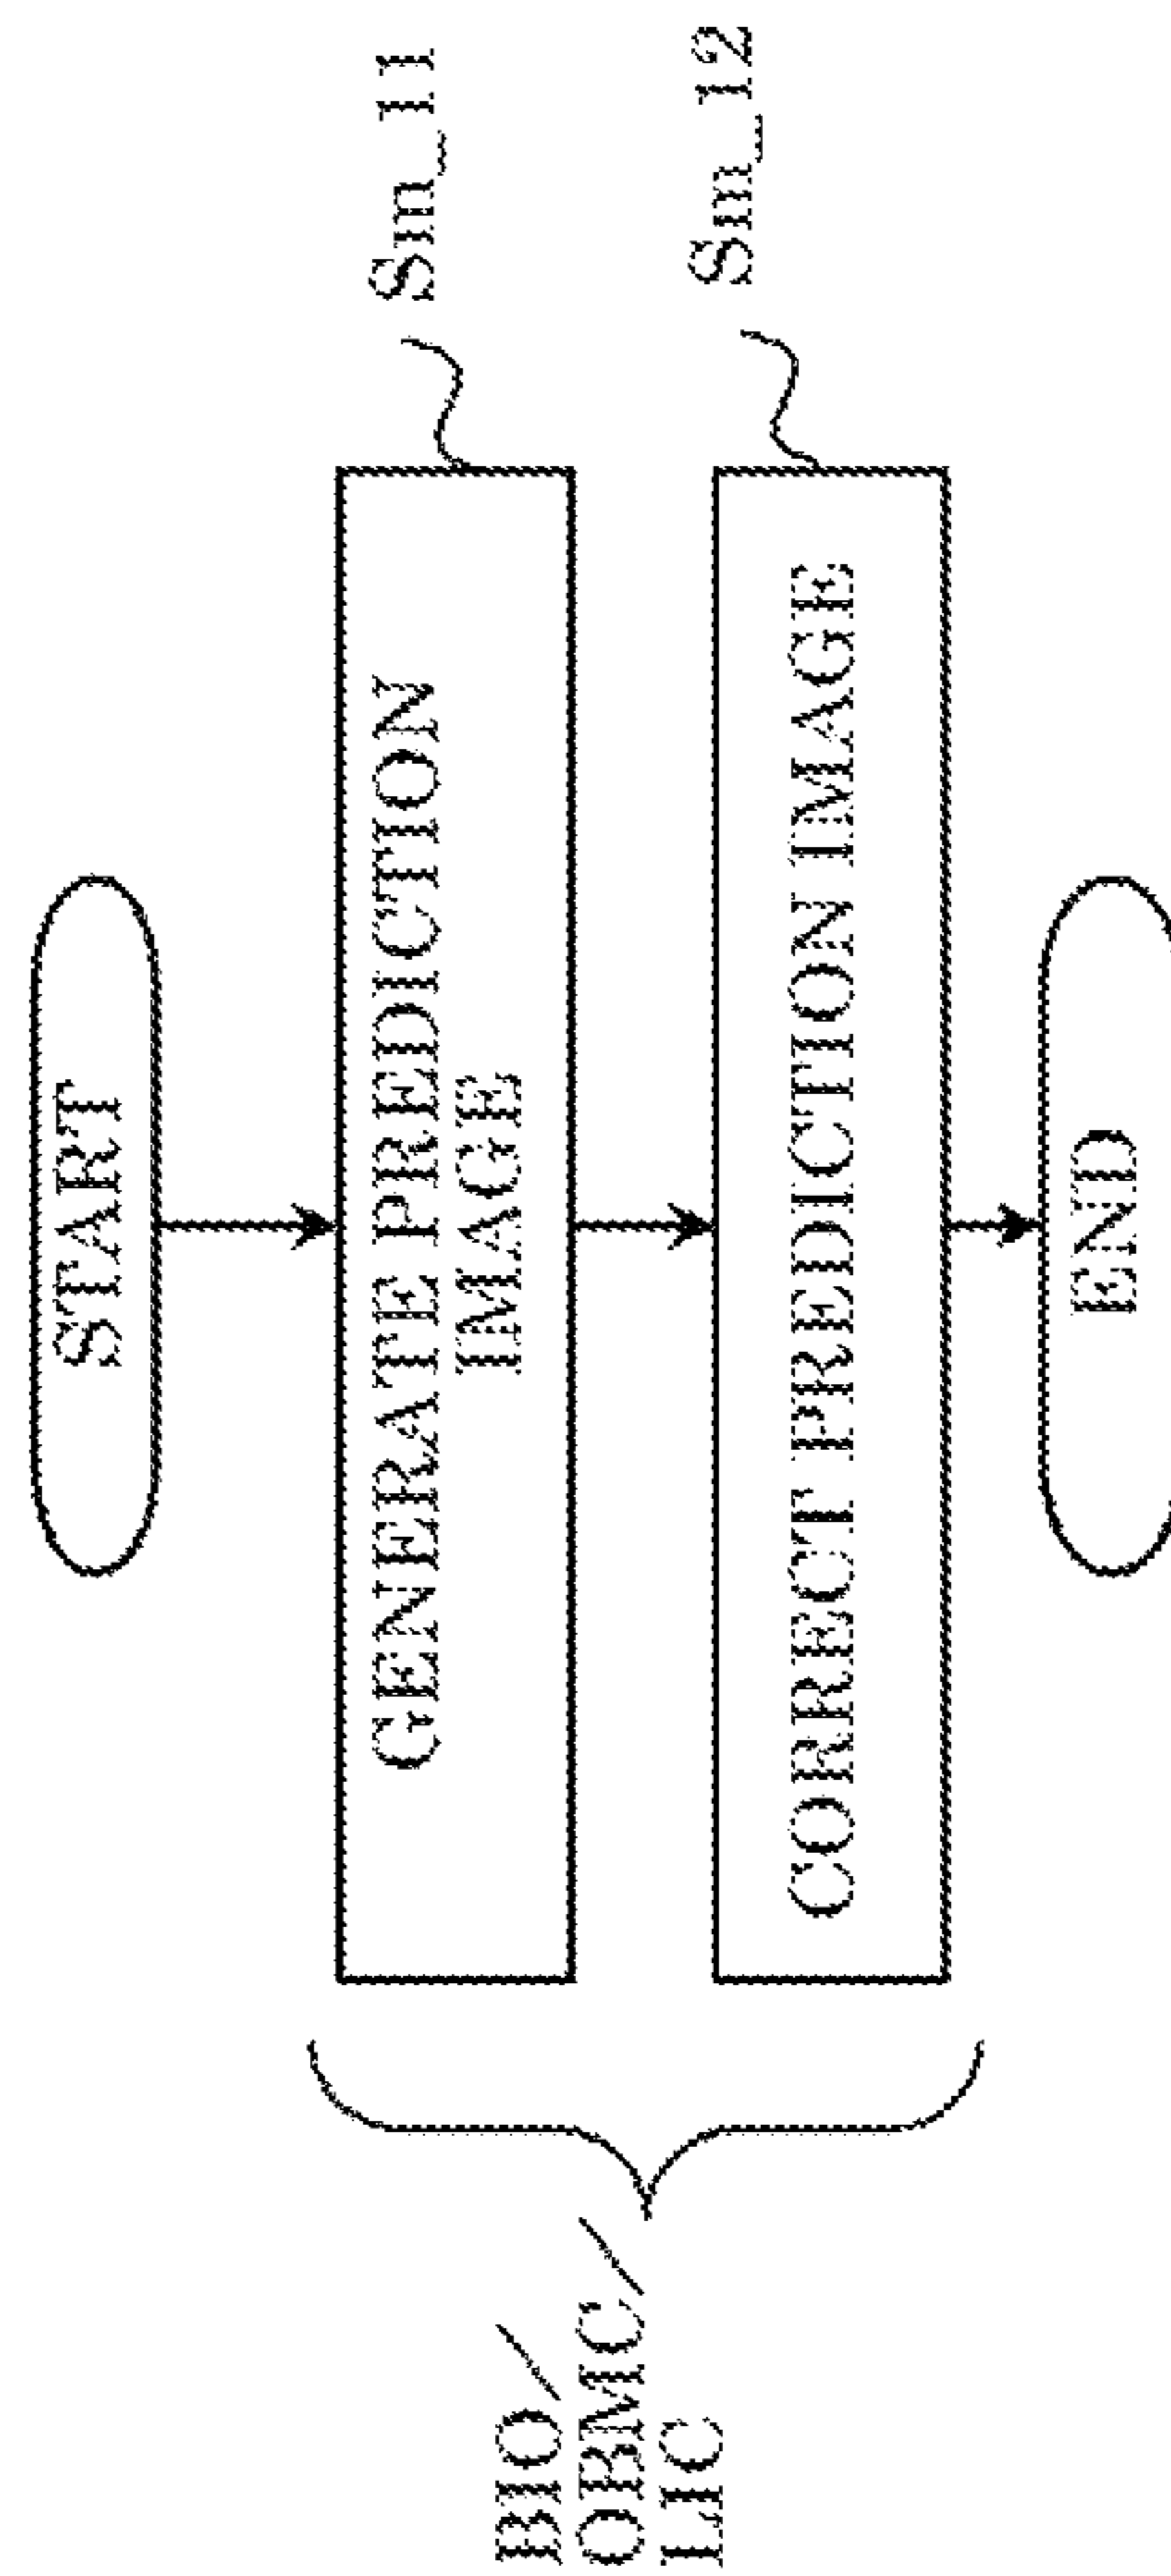 START
GENERATE PREDICTION
IMAGE
Sm_11
CORRECT PREDICTION IMAGE
Sm_12
BIO/
OBMC/
LIC
END